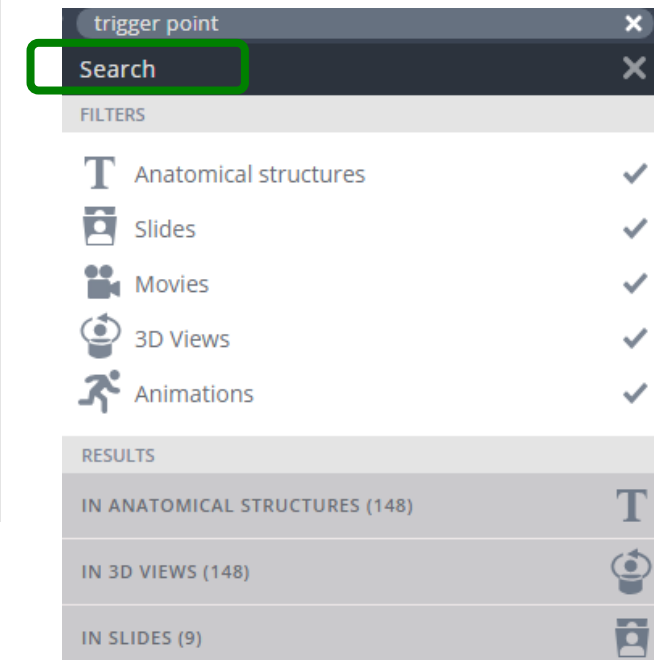 trigger point
Search
FILTERS
Anatomical structures
Slides
Movies
3D Views
Animations
RESULTS
IN ANATOMICAL STRUCTURES (148)
IN 3D VIEWS (148)
IN SLIDES (9)